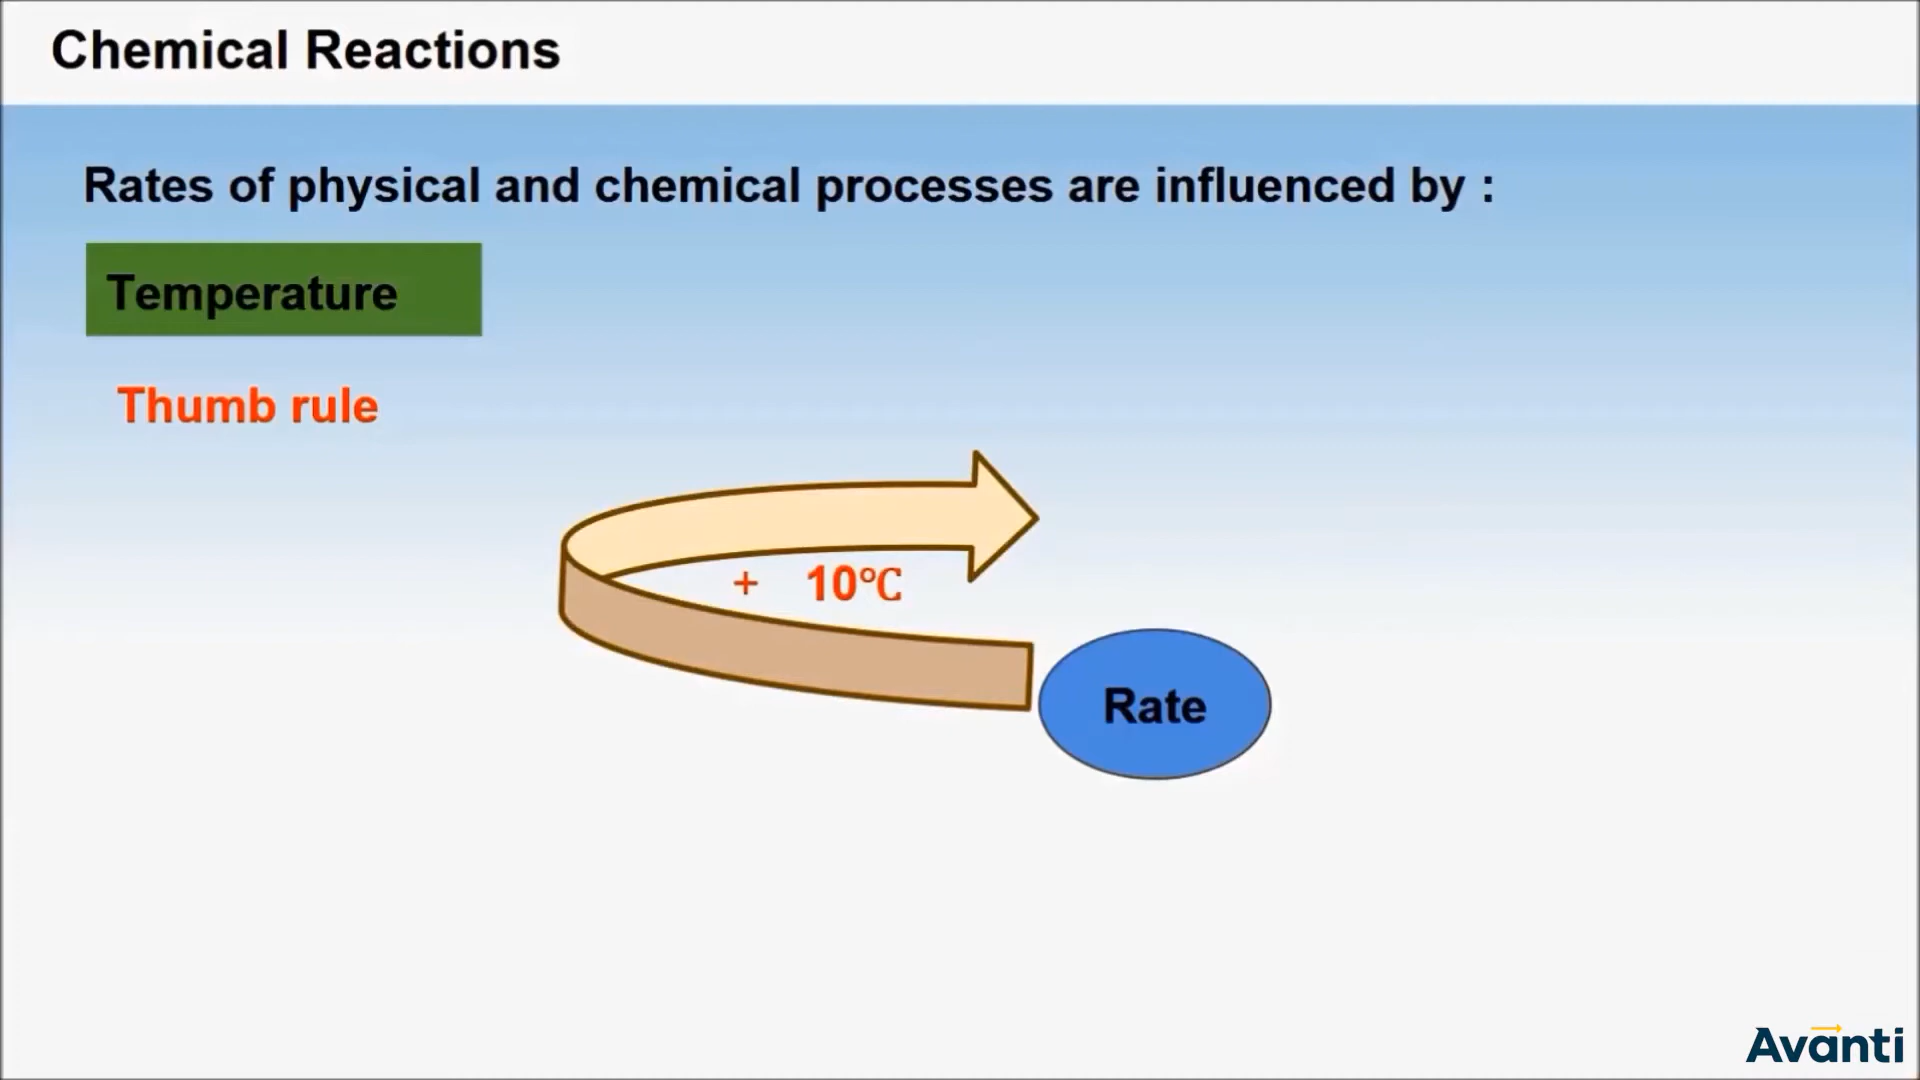 Chemical Reactions
Rates of physical and chemical processes are influenced by :
Temperature
Thumb rule
+ 10℃
Rate
Avanti